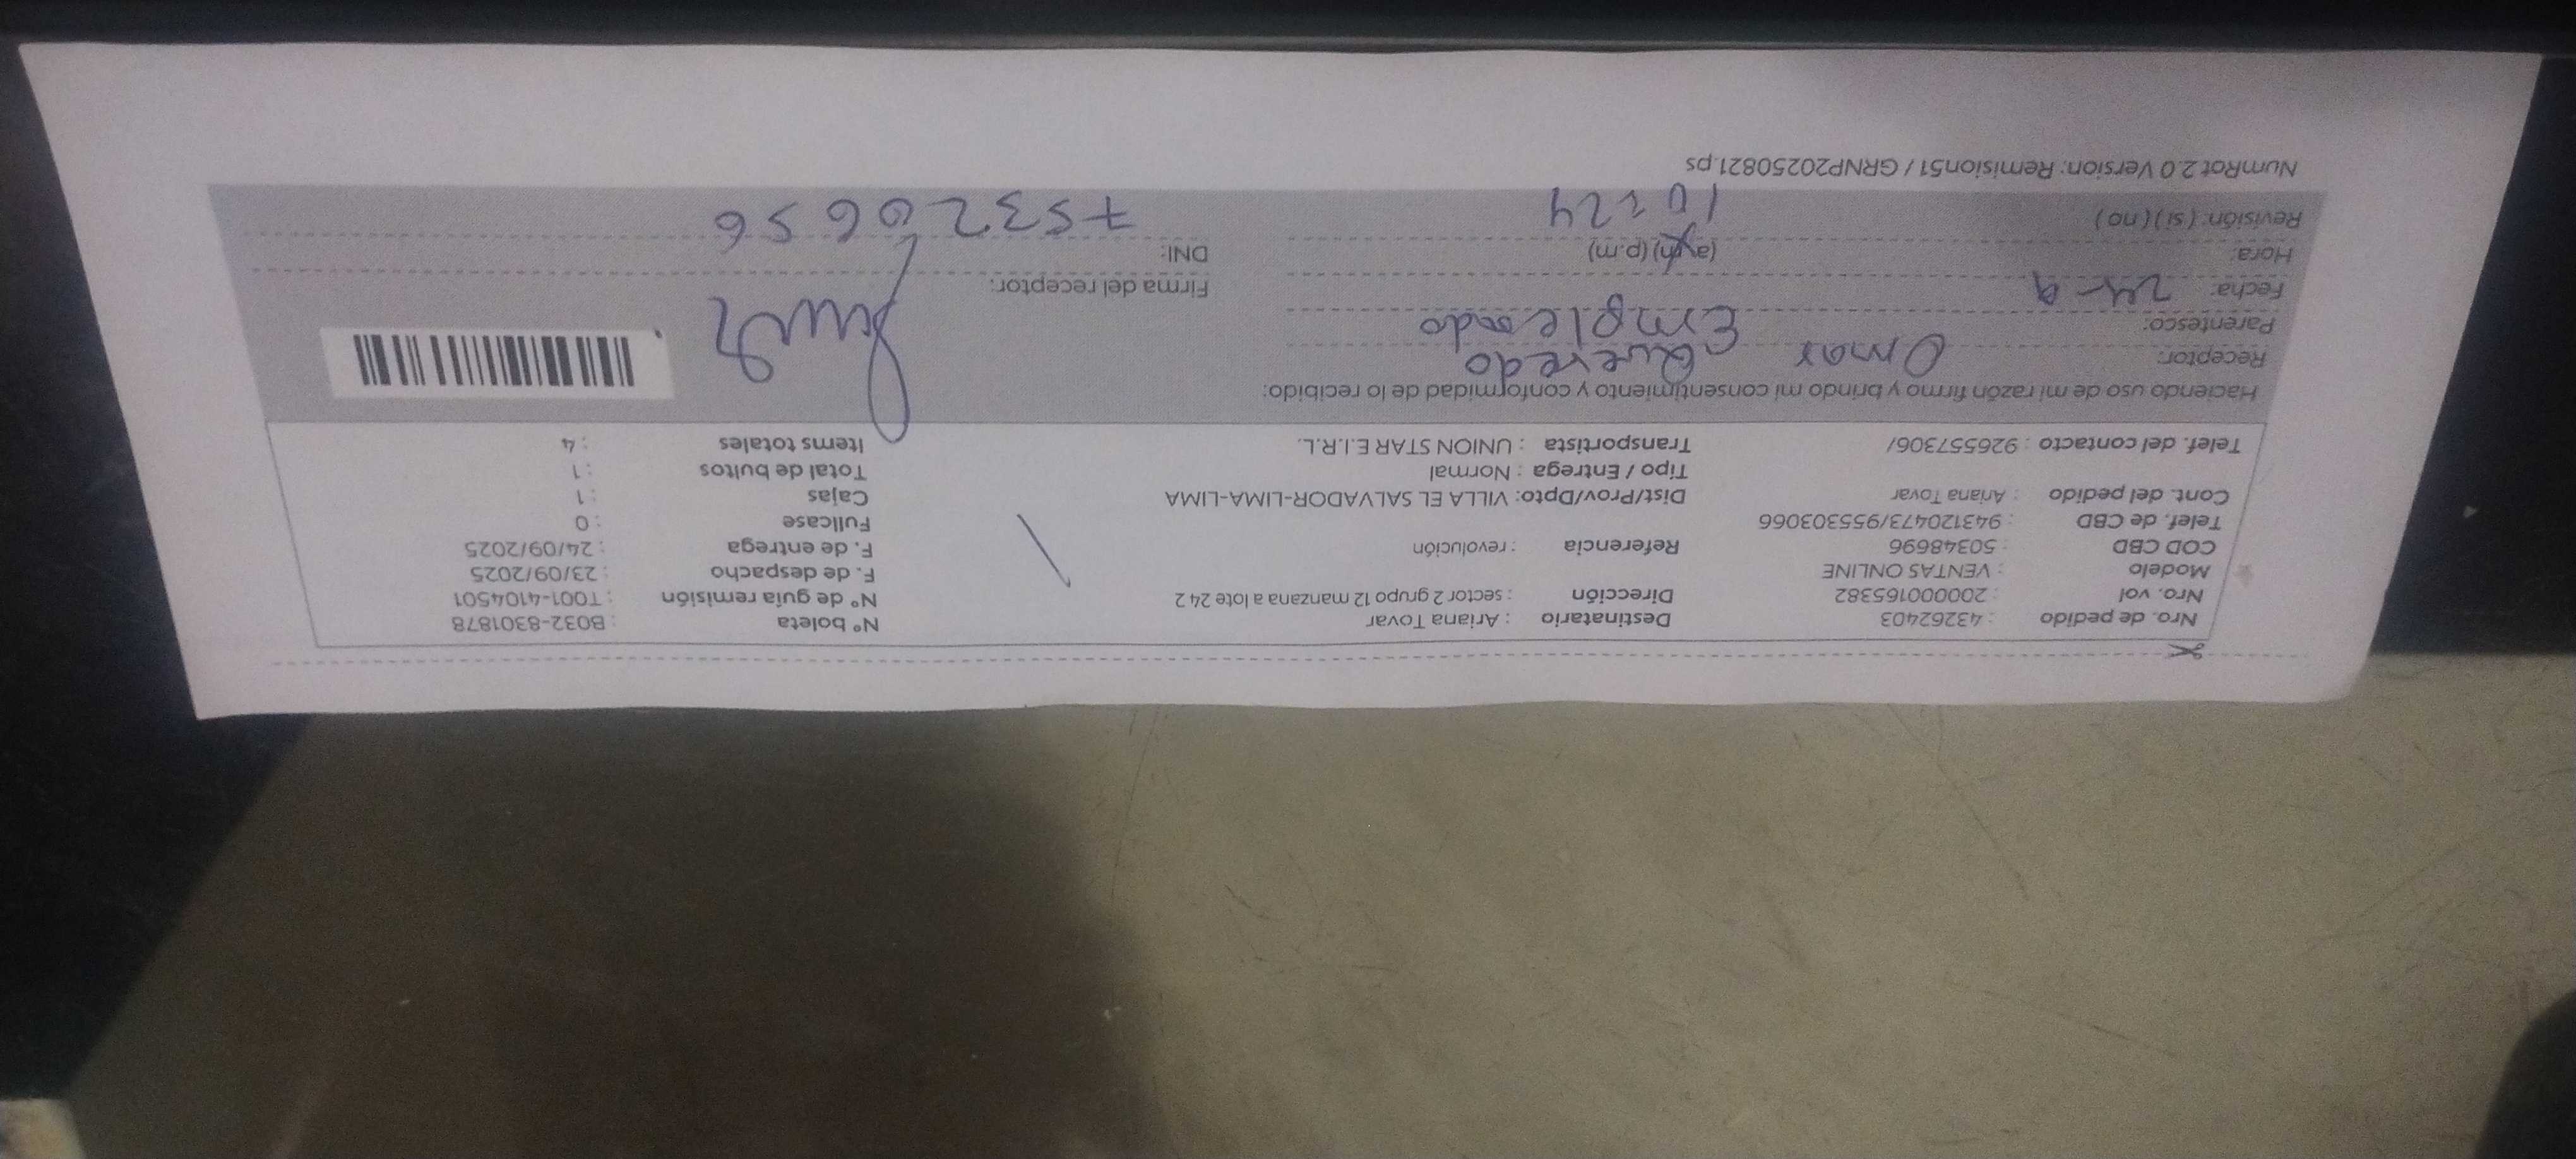 Nro. de pedido : 43262403 Destinatario : Ariana Tovar N° boleta : B032-8301878
Nro. vol : 2000016165382 Dirección : sector 2 grupo 12 manzana a lote 24 2 N° de guía remisión : T001-4104501
Modelo : VENTAS ONLINE F. de despacho : 23/09/2025
COD CBD : 50348696 Referencia : revolución F. de entrega : 24/09/2025
Telef. de CBD : 943120473/955303066 Fullcase : 0
Cont. del pedido : Ariana Tovar Dist/Prov/Dpto: VILLA EL SALVADOR-LIMA-LIMA Cajas : 1
Tipo / Entrega : Normal Total de bultos : 1
Telef. del contacto : 926557306/ Transportista : UNION STAR E.I.R.L. Items totales : 4
Haciendo uso de mi razón firmo y brindo mi consentimiento y conformidad de lo recibido:
Receptor: Omar Quevedo
Parentesco: Empleado
Fecha: 24-9 Firma del receptor:
Hora: (a.m) (p.m) DNI:
Revisión: (si) (no) 10:24 75320656
NumRot 2.0 Version: Remision51 / GRNP20250821.ps